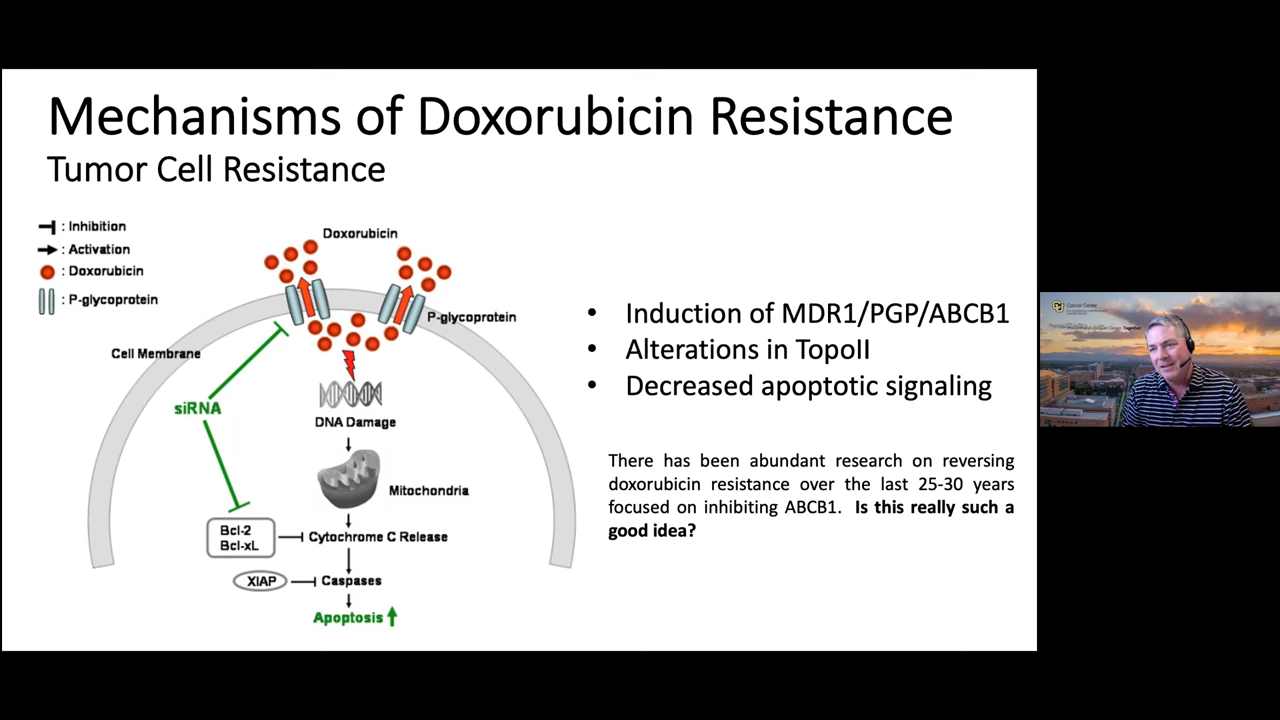 Mechanisms of Doxorubicin Resistance
Tumor Cell Resistance
: Inhibition
: Activation
: Doxorubicin
: P-glycoprotein
Doxorubicin
P-glycoprotein
Cell Membrane
siRNA
DNA Damage
Mitochondria
Bcl-2
Bcl-xL
Cytochrome C Release
XIAP
Caspases
Apoptosis
• Induction of MDR1/PGP/ABCB1
• Alterations in TopoII
• Decreased apoptotic signaling
There has been abundant research on reversing
doxorubicin resistance over the last 25-30 years
focused on inhibiting ABCB1. Is this really such a
good idea?
Cancer Center